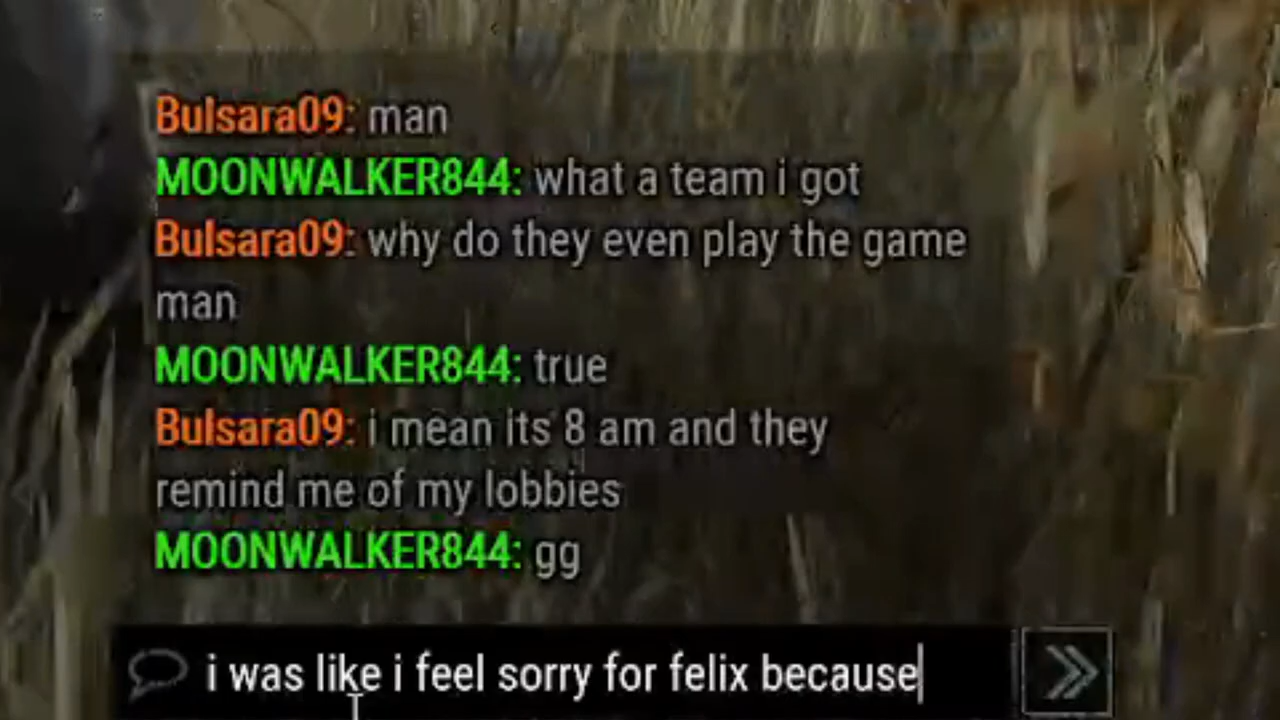 Bulsara09: man
MOONWALKER844: what a team i got
Bulsara09: why do they even play the game
man
MOONWALKER844: true
Bulsara09: i mean its 8 am and they
remind me of my lobbies
MOONWALKER844: gg
i was like i feel sorry for felix because